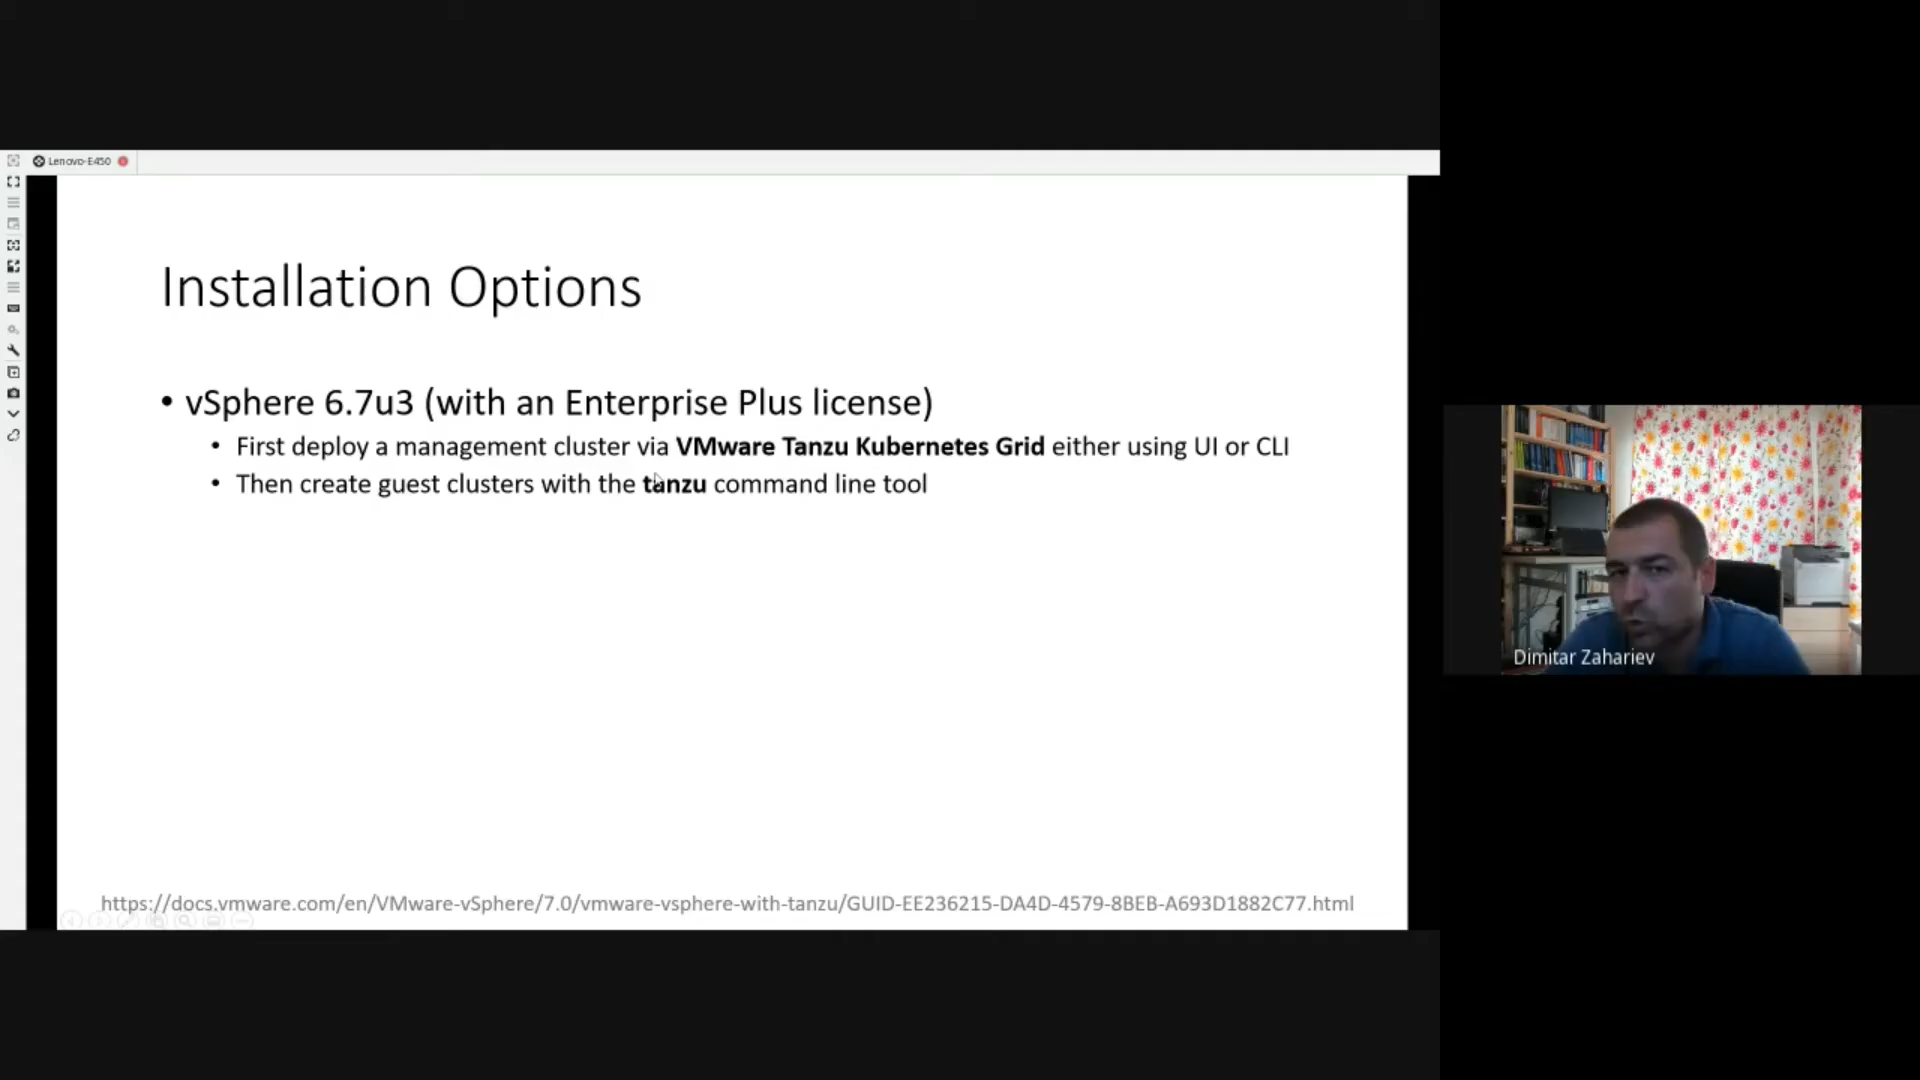 Lenovo-E450
Installation Options
• vSphere 6.7u3 (with an Enterprise Plus license)
• First deploy a management cluster via VMware Tanzu Kubernetes Grid either using UI or CLI
• Then create guest clusters with the tanzu command line tool
https://docs.vmware.com/en/VMware-vSphere/7.0/vmware-vsphere-with-tanzu/GUID-EE236215-DA4D-4579-8BEB-A693D1882C77.html
Dimitar Zahariev